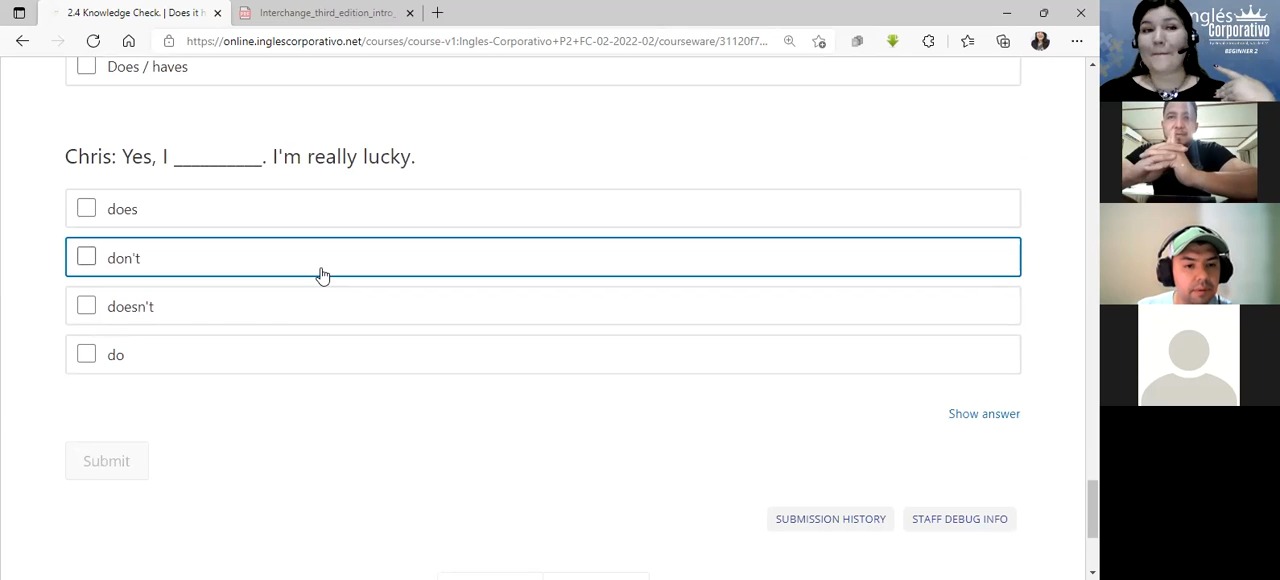 2.4 Knowledge Check. | Does it h
Interchange_third_edition_intro_
https://online.inglescorporativo.net/courses/course-v1:Ingles-Corporativo+P2+FC-02-2022-02/courseware/31120f7...
Inglés
Corporativo
BEGINNER 2
Does / haves
Chris: Yes, I __________. I'm really lucky.
does
don't
doesn't
do
Show answer
Submit
SUBMISSION HISTORY
STAFF DEBUG INFO